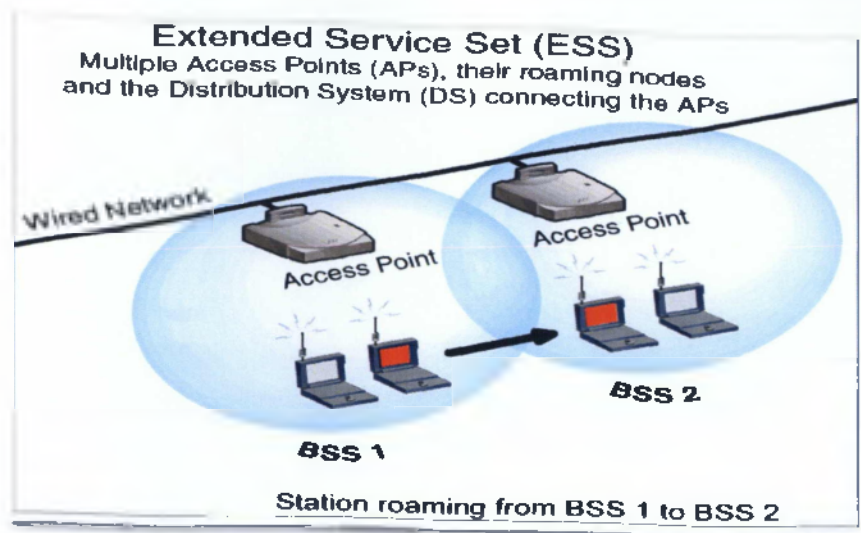 Extended Service Set (ESS)
Multiple Access Points (APs), their roaming nodes
and the Distribution System (DS) connecting the APs
Wired Network
Access Point
Access Point
BSS 1
BSS 2
Station roaming from BSS 1 to BSS 2